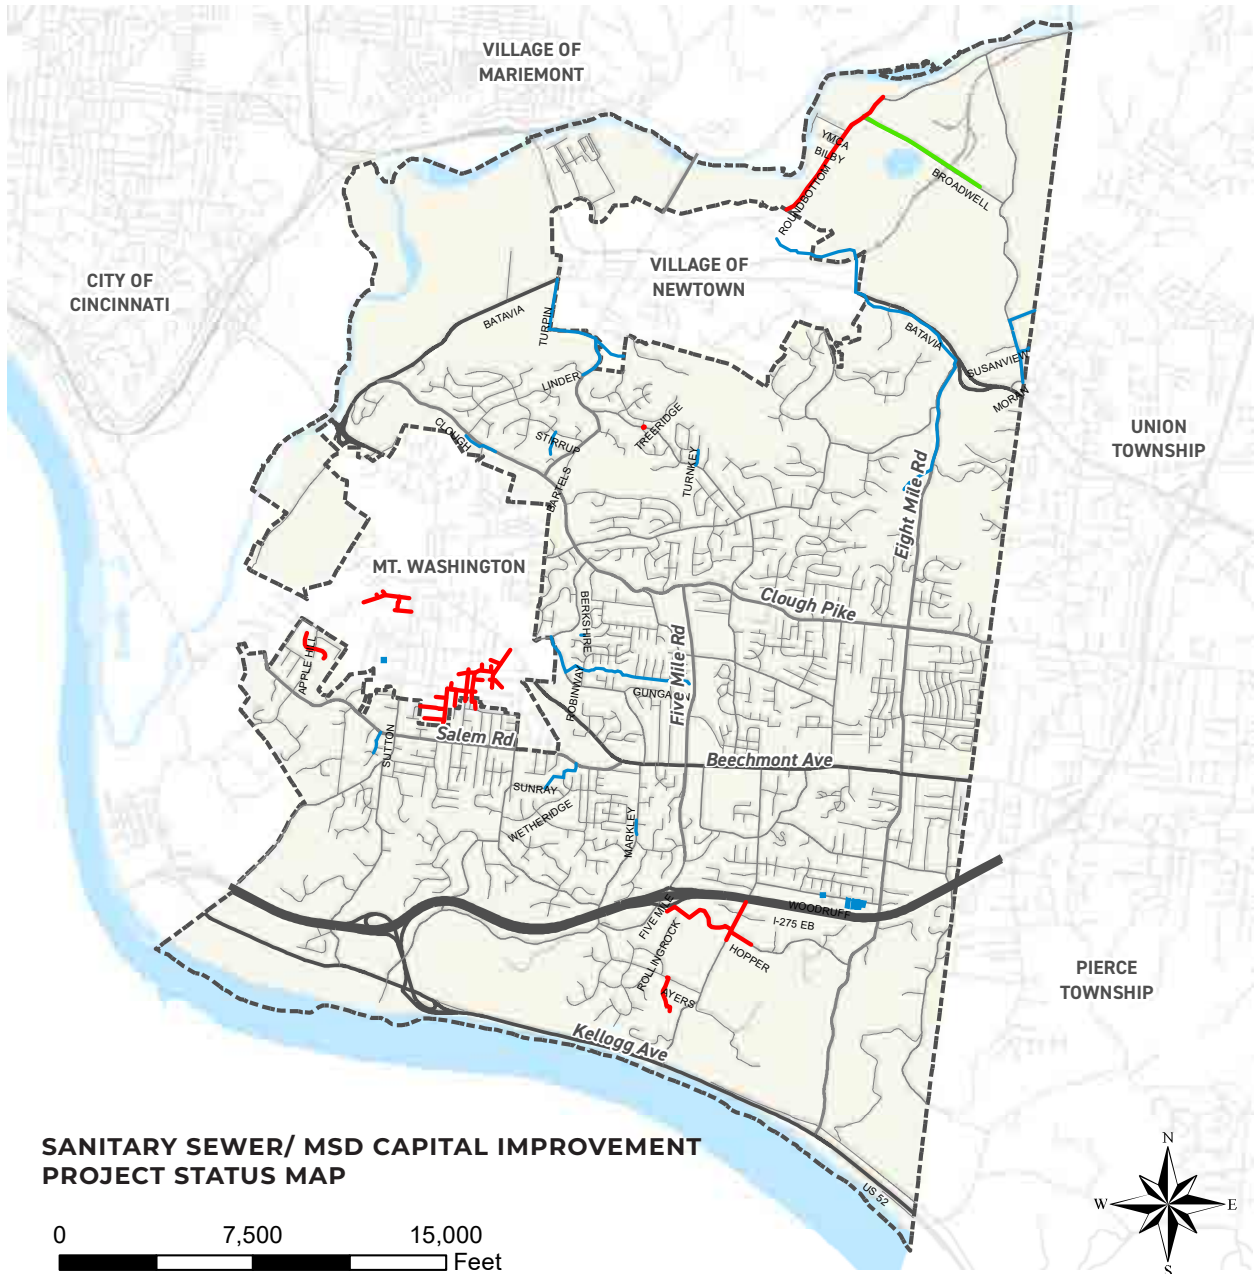 VILLAGE OF
MARIEMONT
YMCA
BILBY
ROUNDBOTTOM
BROADWELL
CITY OF
CINCINNATI
VILLAGE OF
NEWTOWN
BATAVIA
TURPIN
BATAVIA
SUSANVIEW
MORAN
LINDER
CLOUGH
STIRRUP
TREERIDGE
TURNKEY
BARTELS
UNION
TOWNSHIP
Eight Mile Rd
MT. WASHINGTON
BERKSHIRE
Clough Pike
APPLE HILL
ROBINWAY
GUNGA
Five Mile Rd
SUTTON
Salem Rd
Beechmont Ave
SUNRAY
WETHERIDGE
MARKLEY
FIVE MILE
WOODRUFF
I-275 EB
ROLLINGROCK
HOPPER
AYERS
PIERCE
TOWNSHIP
Kellogg Ave
US 52
SANITARY SEWER/ MSD CAPITAL IMPROVEMENT
PROJECT STATUS MAP
0 7,500 15,000
Feet
N
W E
S